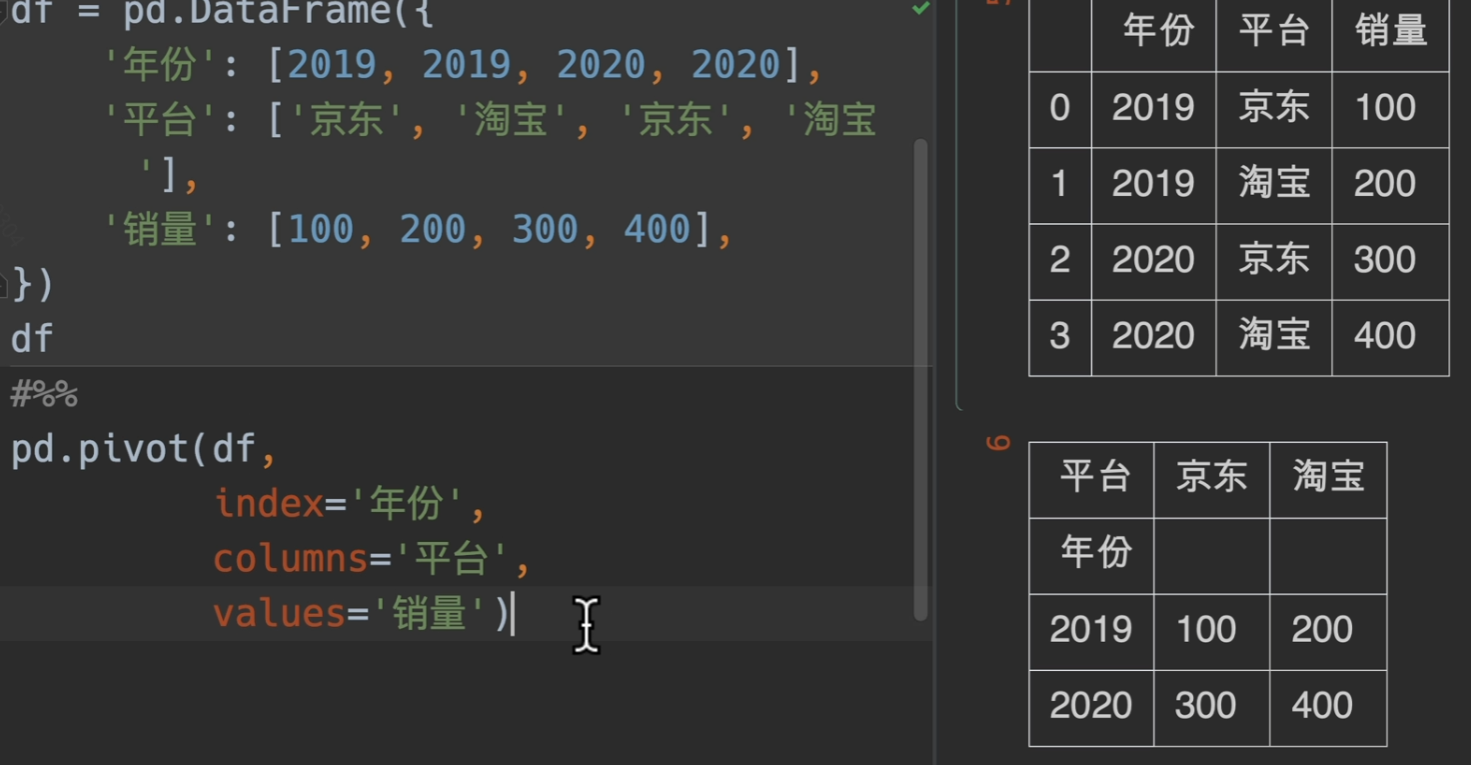 df = pd.DataFrame({
'年份': [2019, 2019, 2020, 2020],
'平台': ['京东', '淘宝', '京东', '淘宝
'],
'销量': [100, 200, 300, 400],
})
df
#%%
pd.pivot(df,
index='年份',
columns='平台',
values='销量')
年份 平台 销量
0 2019 京东 100
1 2019 淘宝 200
2 2020 京东 300
3 2020 淘宝 400
6
平台 京东 淘宝
年份
2019 100 200
2020 300 400